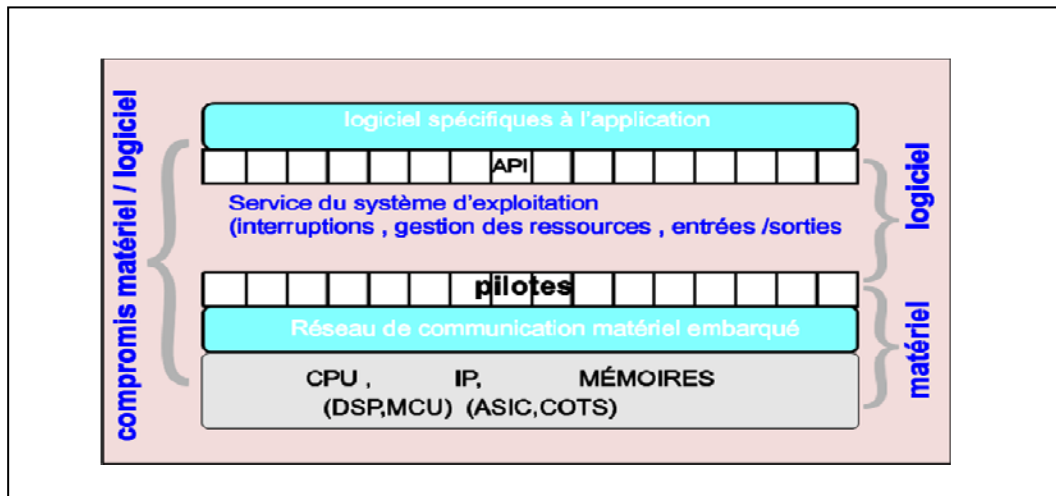 compromis matériel / logiciel
logiciel spécifiques à l'application
API
Service du système d'exploitation
(interruptions , gestion des ressources , entrées /sorties
pilotes
Réseau de communication matériel embarqué
CPU , IP, MÉMOIRES
(DSP,MCU) (ASIC,COTS)
logiciel
matériel